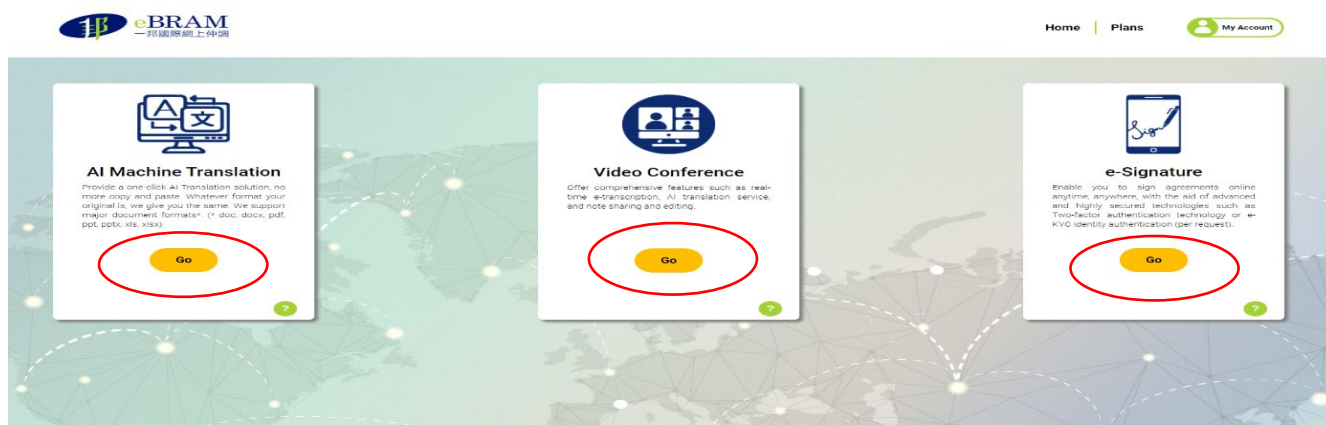 eBRAM
一邦國際網上仲調
Home
Plans
My Account
AI Machine Translation
Provide a one-click AI Translation solution, no
more copy and paste. Whatever format your
original is, we give you the same. We support
major document formats*. (* doc, docx, pdf,
ppt, pptx, xls, xlsx)
Go
?
Video Conference
Offer comprehensive features such as real-
time e-transcription, AI translation service,
and note sharing and editing.
Go
?
Sign
e-Signature
Enable you to sign agreements online
anytime, anywhere, with the aid of advanced
and highly secured technologies such as
Two-factor authentication technology or e-
KYC identity authentication (per request).
Go
?